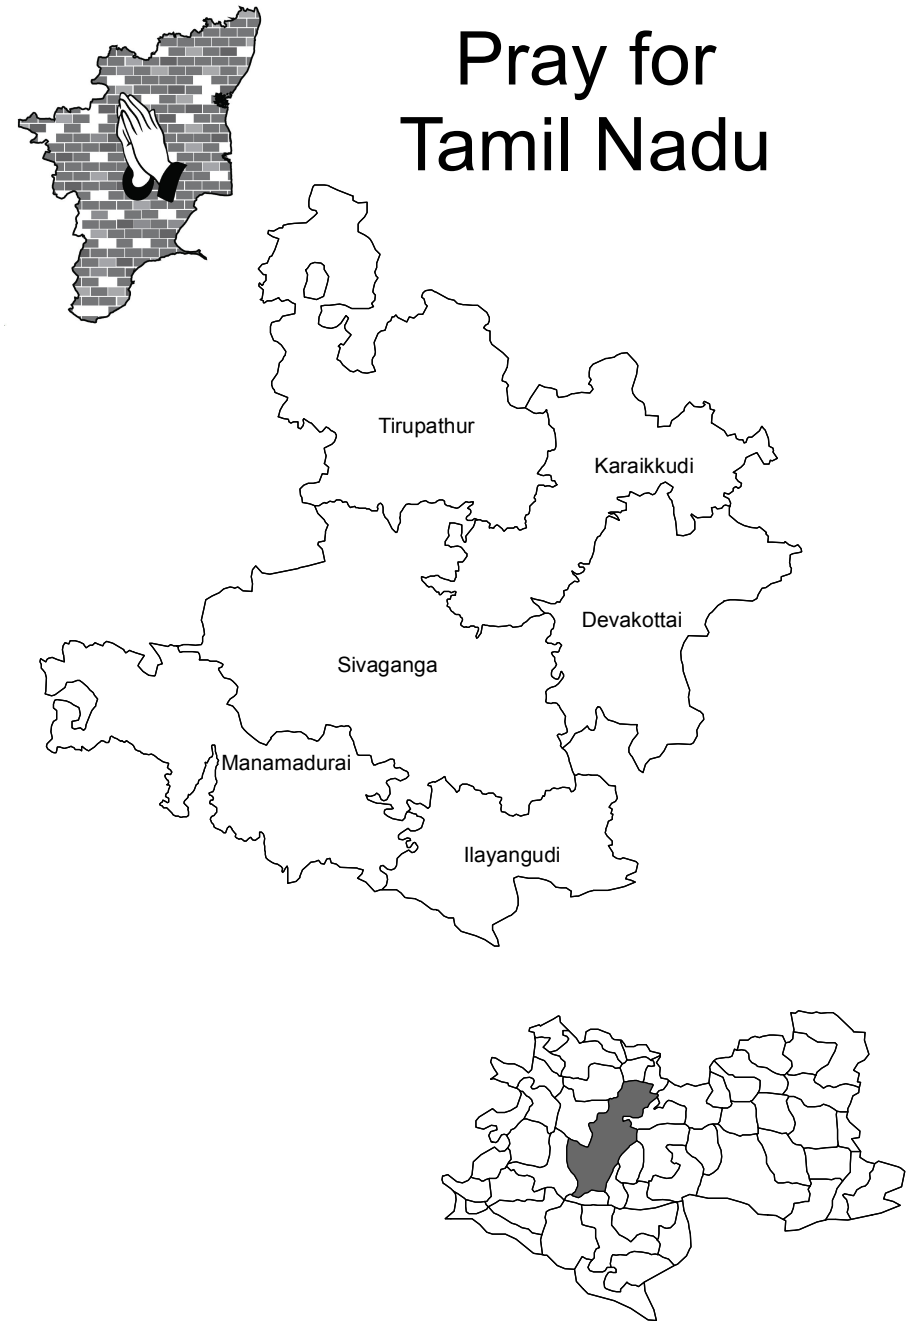 Pray for
Tamil Nadu
Tirupathur
Karaikkudi
Devakottai
Sivaganga
Manamadurai
Ilayangudi